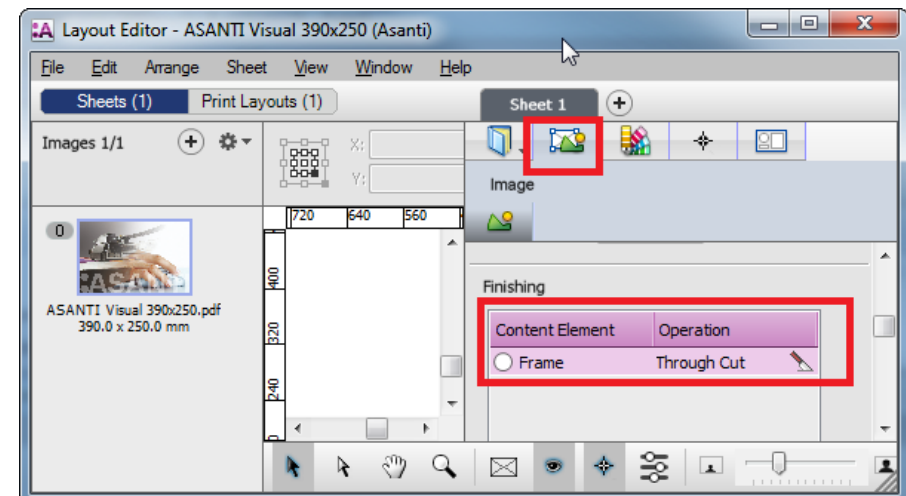 :A Layout Editor - ASANTI Visual 390x250 (Asanti)
File Edit Arrange Sheet View Window Help
Sheets (1) Print Layouts (1) Sheet 1
Images 1/1 X:
Y:
Image
720 640 560
0
400
ASANTI
ASANTI Visual 390x250.pdf
390.0 x 250.0 mm
Finishing
320
Content Element Operation
Frame Through Cut
240